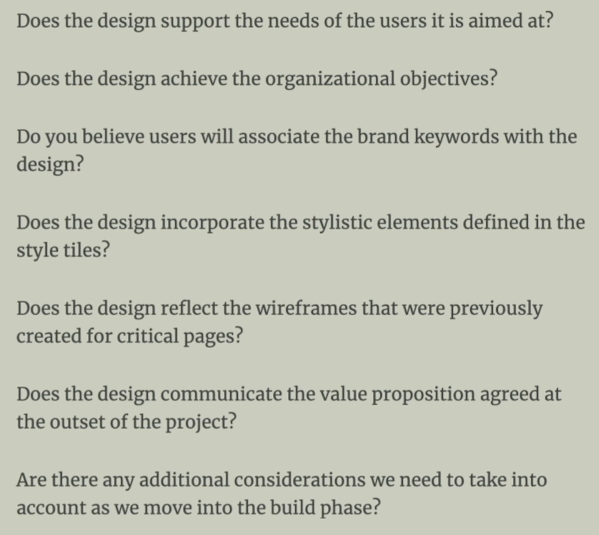 Does the design support the needs of the users it is aimed at?
Does the design achieve the organizational objectives?
Do you believe users will associate the brand keywords with the
design?
Does the design incorporate the stylistic elements defined in the
style tiles?
Does the design reflect the wireframes that were previously
created for critical pages?
Does the design communicate the value proposition agreed at
the outset of the project?
Are there any additional considerations we need to take into
account as we move into the build phase?